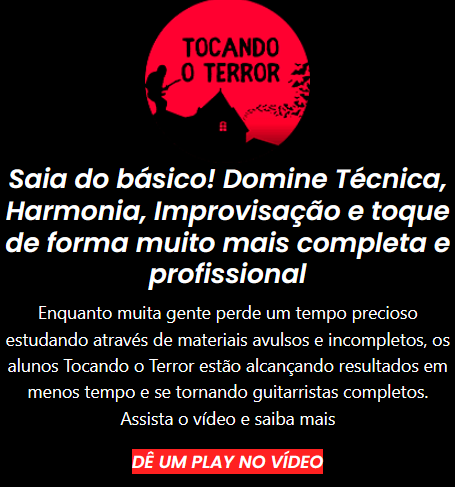 TOCANDO
O TERROR
Saia do básico! Domine Técnica,
Harmonia, Improvisação e toque
de forma muito mais completa e
profissional
Enquanto muita gente perde um tempo precioso
estudando através de materiais avulsos e incompletos, os
alunos Tocando o Terror estão alcançando resultados em
menos tempo e se tornando guitarristas completos.
Assista o vídeo e saiba mais
DÊ UM PLAY NO VÍDEO